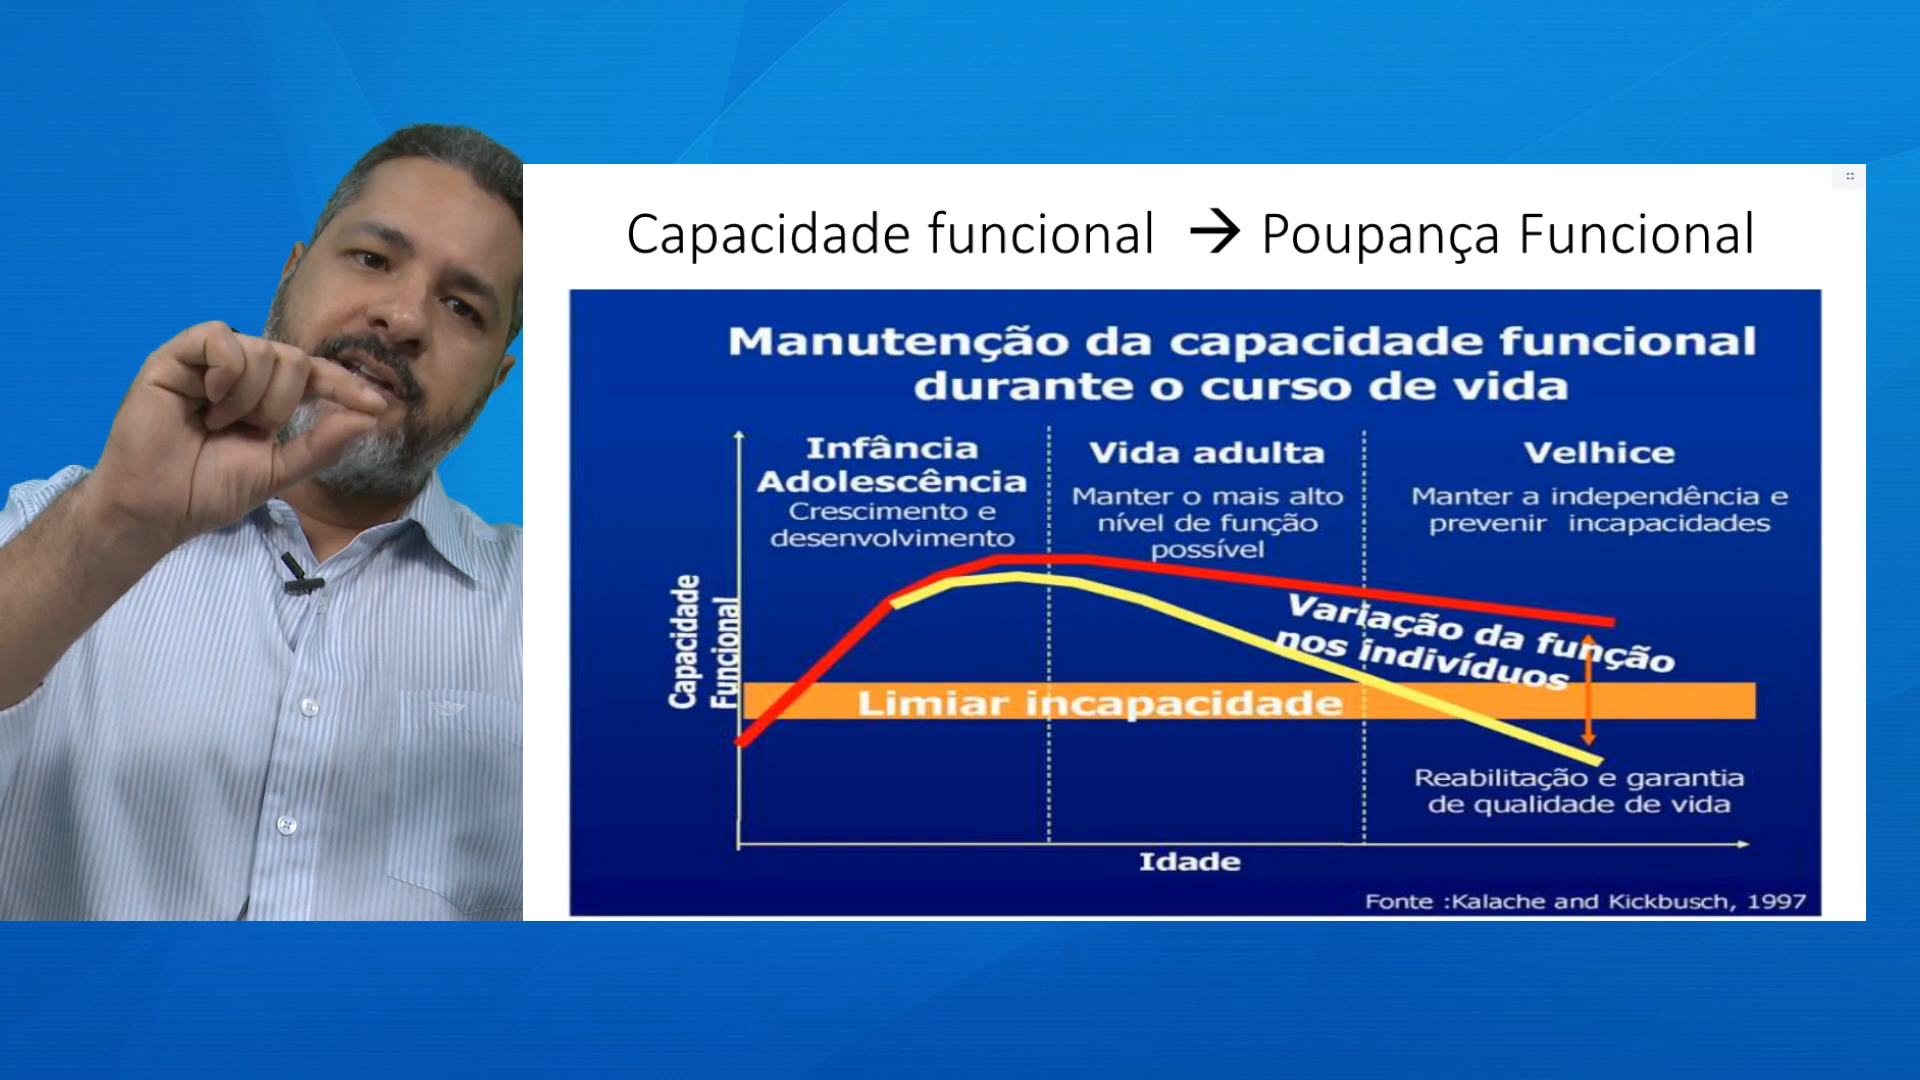 Capacidade funcional → Poupança Funcional
Manutenção da capacidade funcional
durante o curso de vida
Infância
Adolescência
Crescimento e
desenvolvimento
Vida adulta
Manter o mais alto
nível de função
possível
Velhice
Manter a independência e
prevenir incapacidades
Capacidade
Funcional
Variação da função
nos indivíduos
Limiar incapacidade
Reabilitação e garantia
de qualidade de vida
Idade
Fonte :Kalache and Kickbusch, 1997